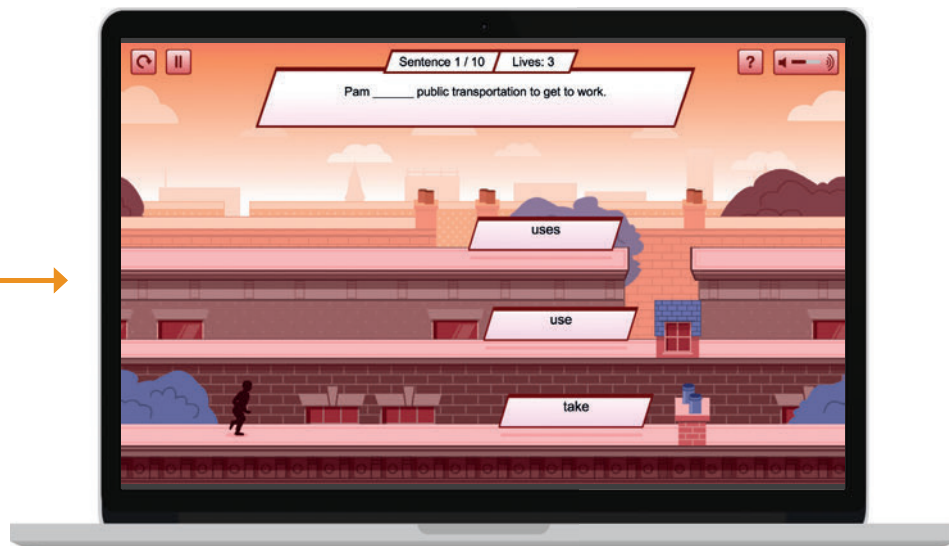 Sentence 1 / 10 Lives: 3
?
Pam ______ public transportation to get to work.
uses
use
take